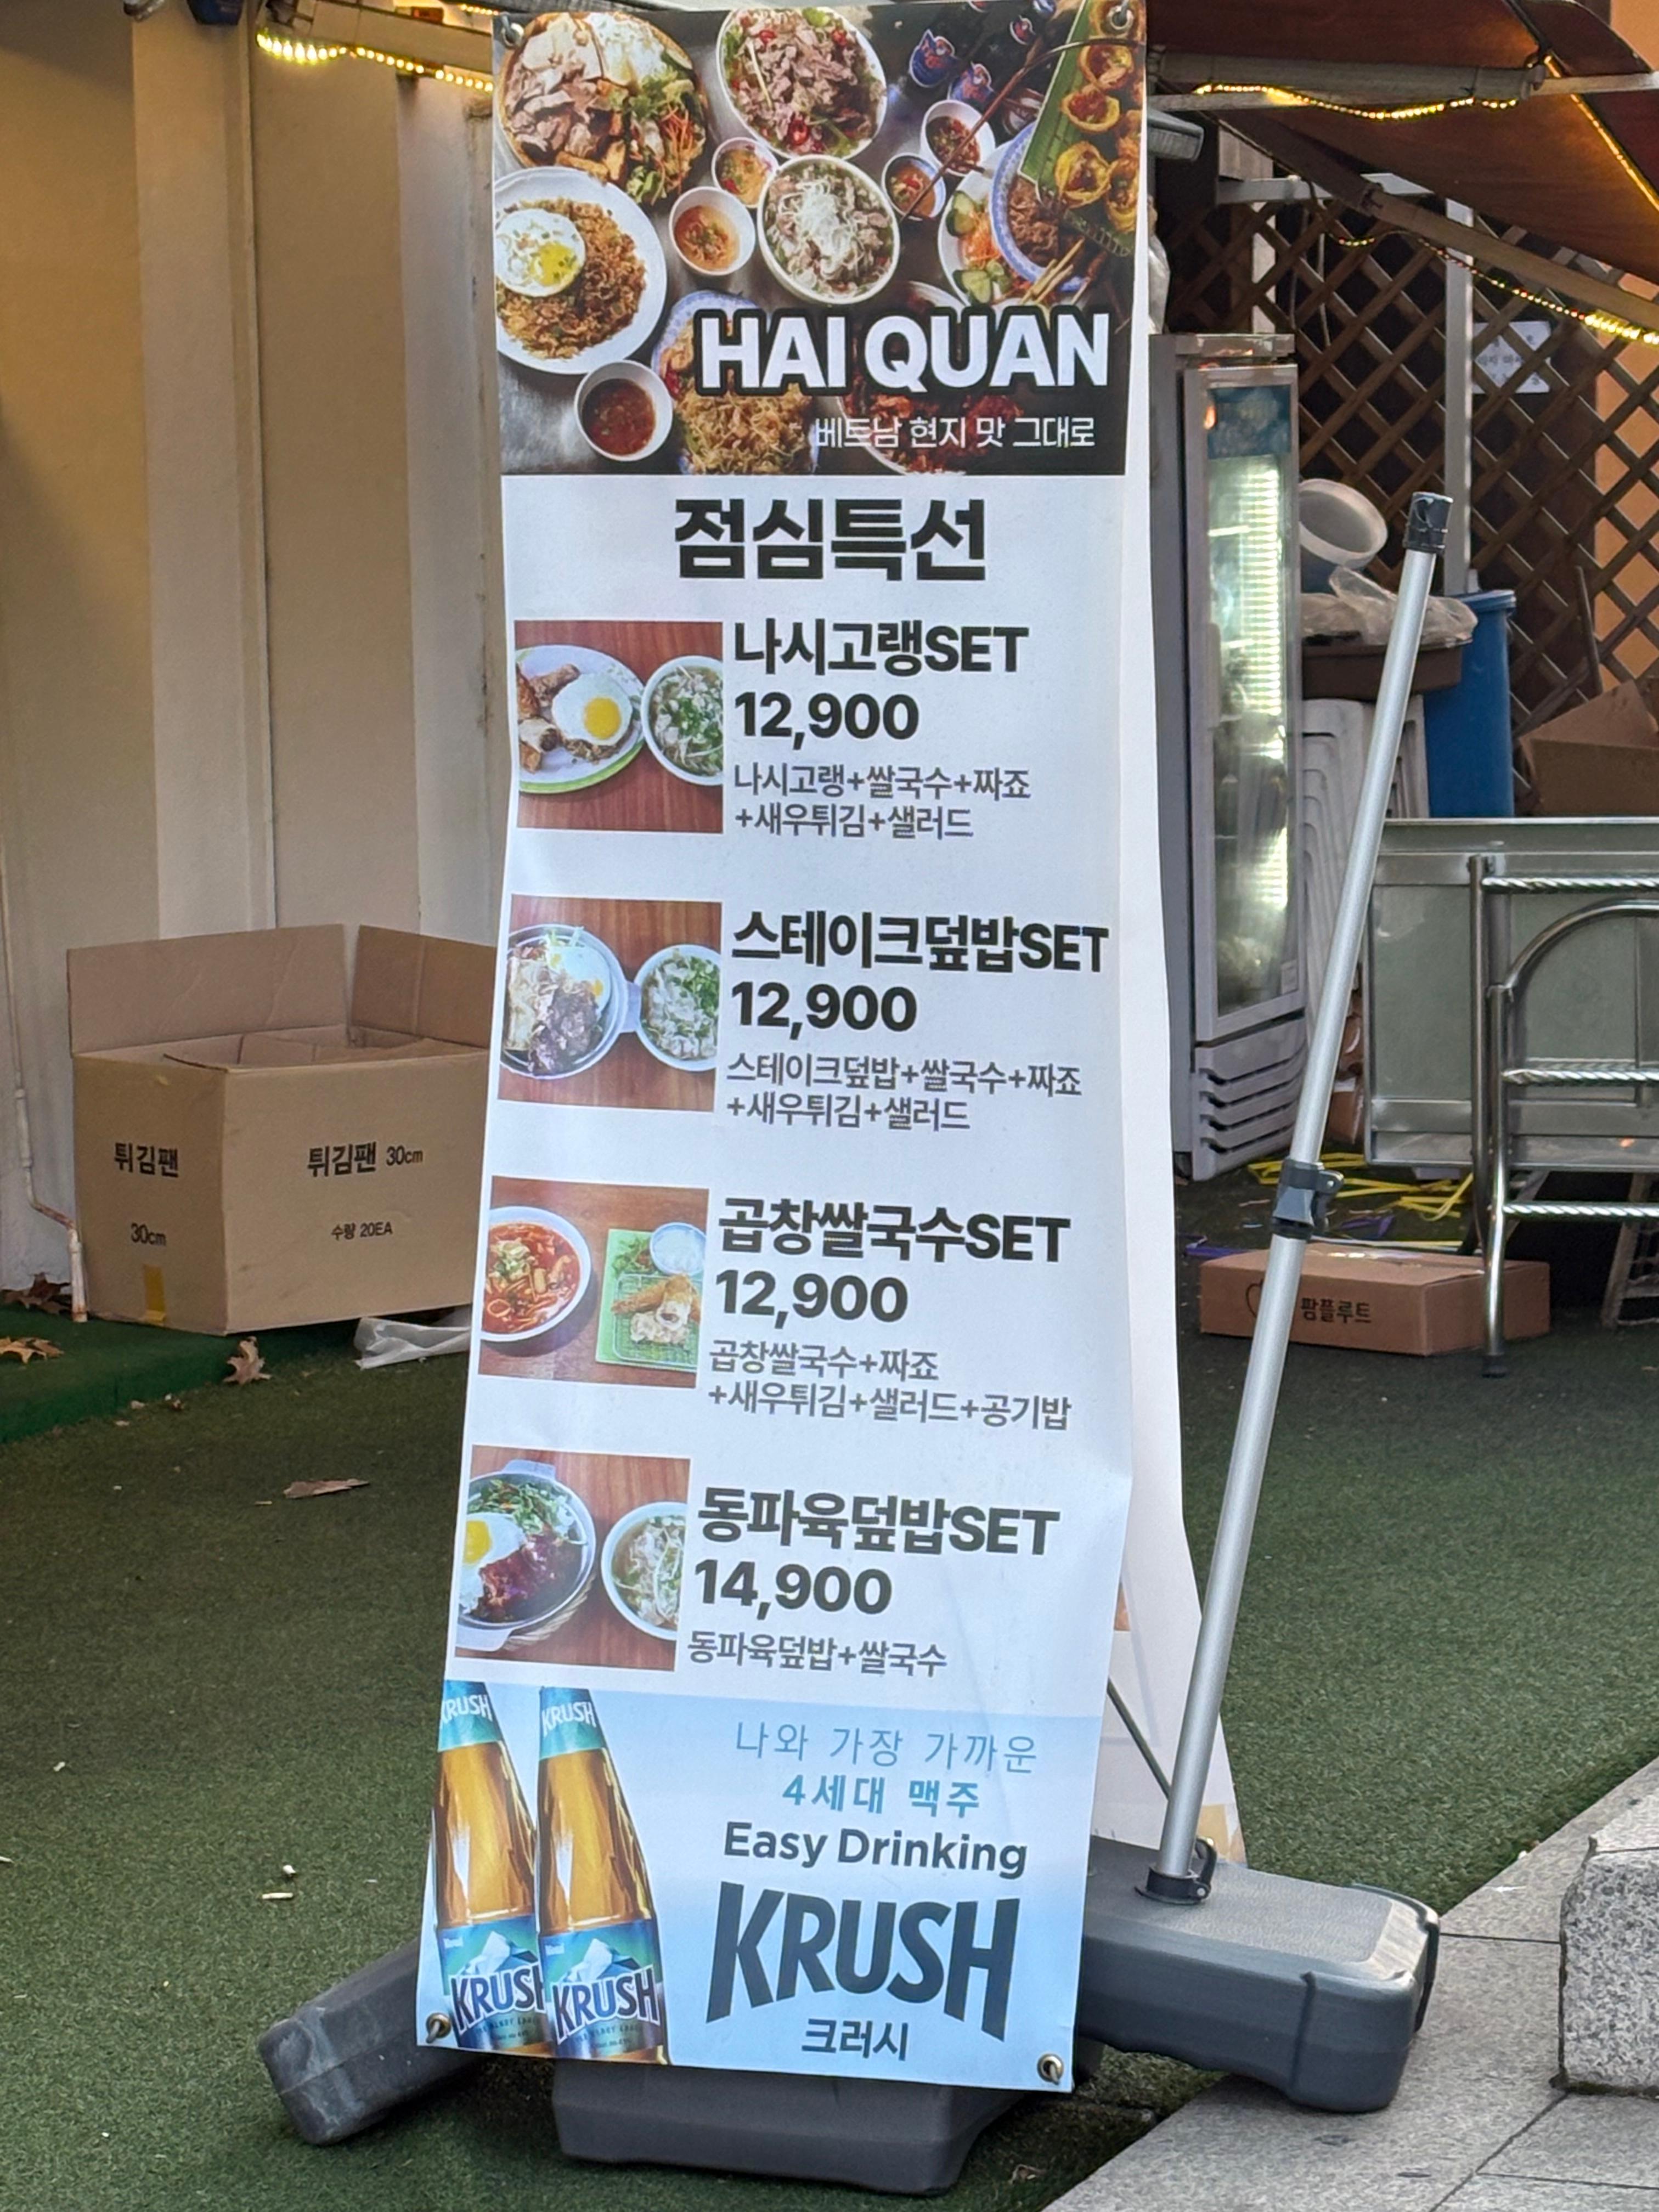 HAI QUAN
베트남 현지 맛 그대로
점심특선
나시고랭SET
12,900
나시고랭+쌀국수+짜죠
+새우튀김+샐러드
스테이크덮밥SET
12,900
스테이크덮밥+쌀국수+짜죠
+새우튀김+샐러드
곱창쌀국수SET
12,900
곱창쌀국수+짜죠
+새우튀김+샐러드+공기밥
동파육덮밥SET
14,900
동파육덮밥+쌀국수
KRUSH
KRUSH
나와 가장 가까운
4세대 맥주
Easy Drinking
KRUSH
크러시
KRUSH
KRUSH
튀김팬
30cm
튀김팬 30cm
수량 20EA
팜플루트